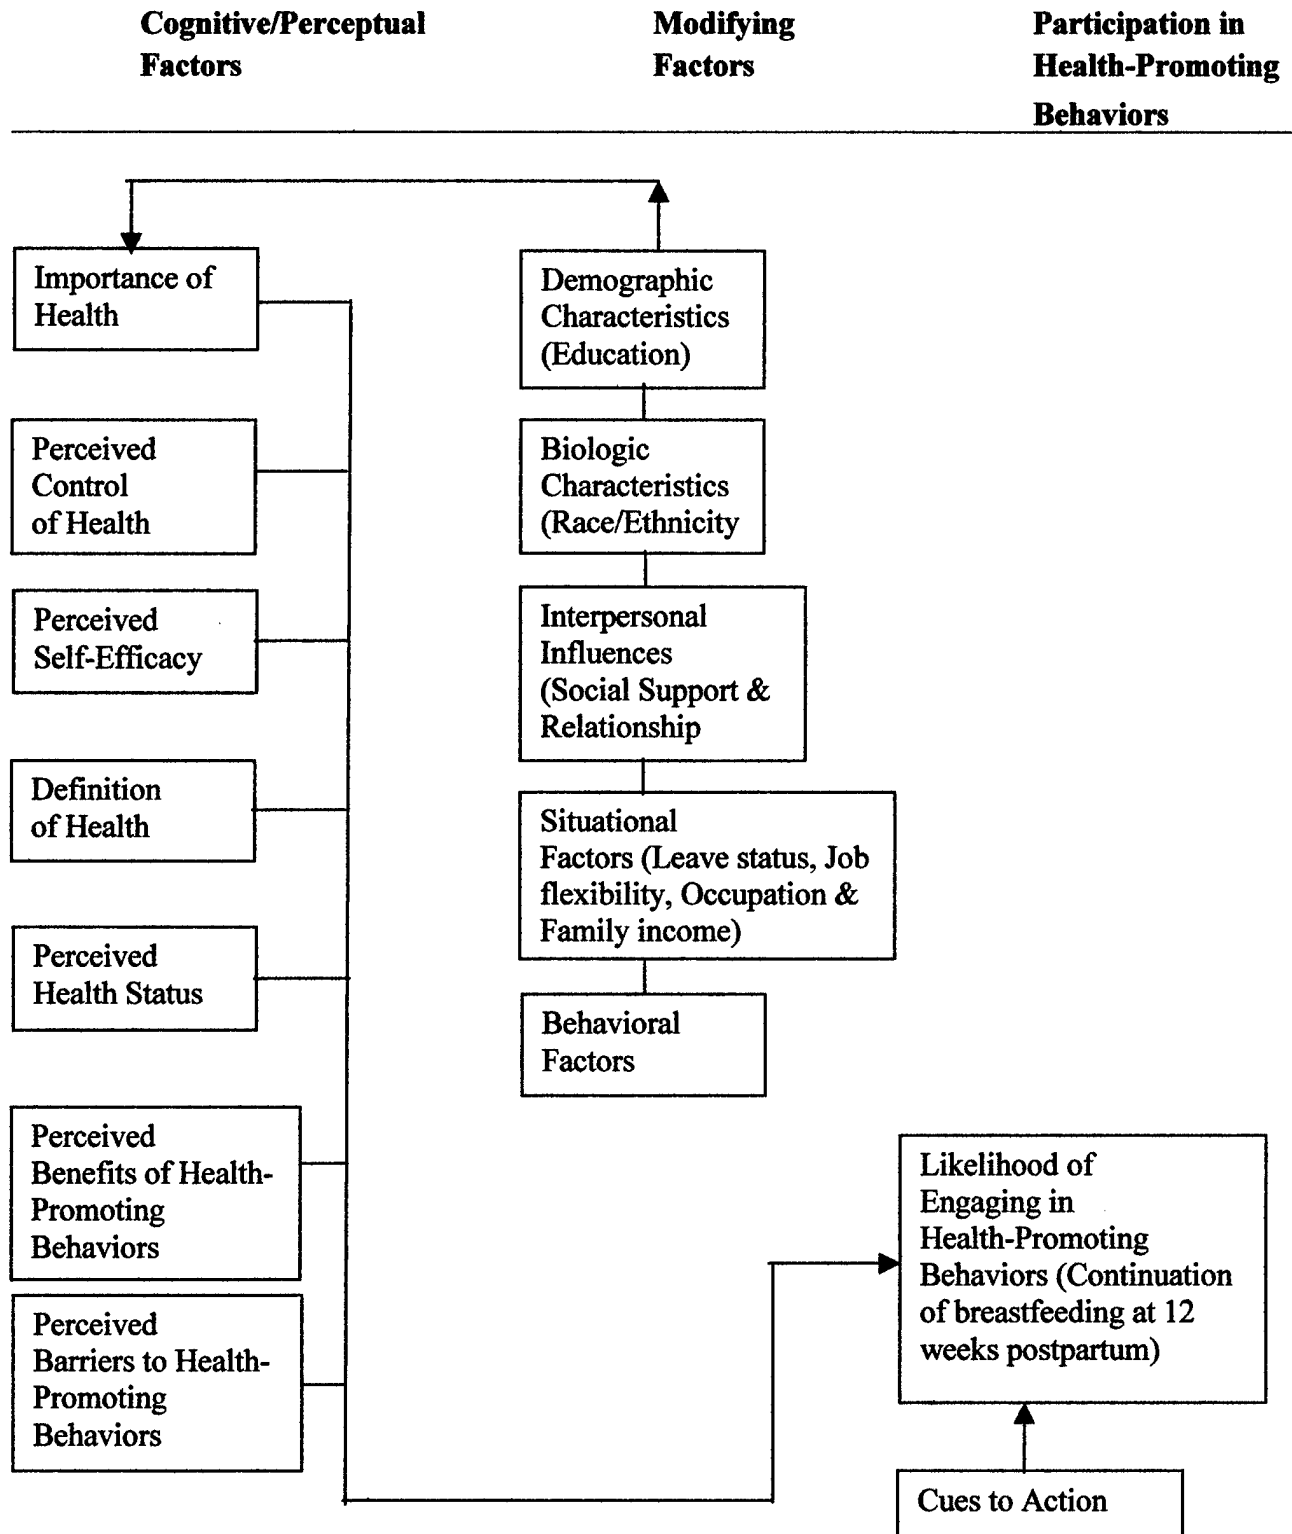 Cognitive/Perceptual
Factors
Modifying
Factors
Participation in
Health-Promoting
Behaviors
Importance of
Health
Perceived
Control
of Health
Perceived
Self-Efficacy
Definition
of Health
Perceived
Health Status
Perceived
Benefits of Health-
Promoting
Behaviors
Perceived
Barriers to Health-
Promoting
Behaviors
Demographic
Characteristics
(Education)
Biologic
Characteristics
(Race/Ethnicity
Interpersonal
Influences
(Social Support &
Relationship
Situational
Factors (Leave status, Job
flexibility, Occupation &
Family income)
Behavioral
Factors
Likelihood of
Engaging in
Health-Promoting
Behaviors (Continuation
of breastfeeding at 12
weeks postpartum)
Cues to Action